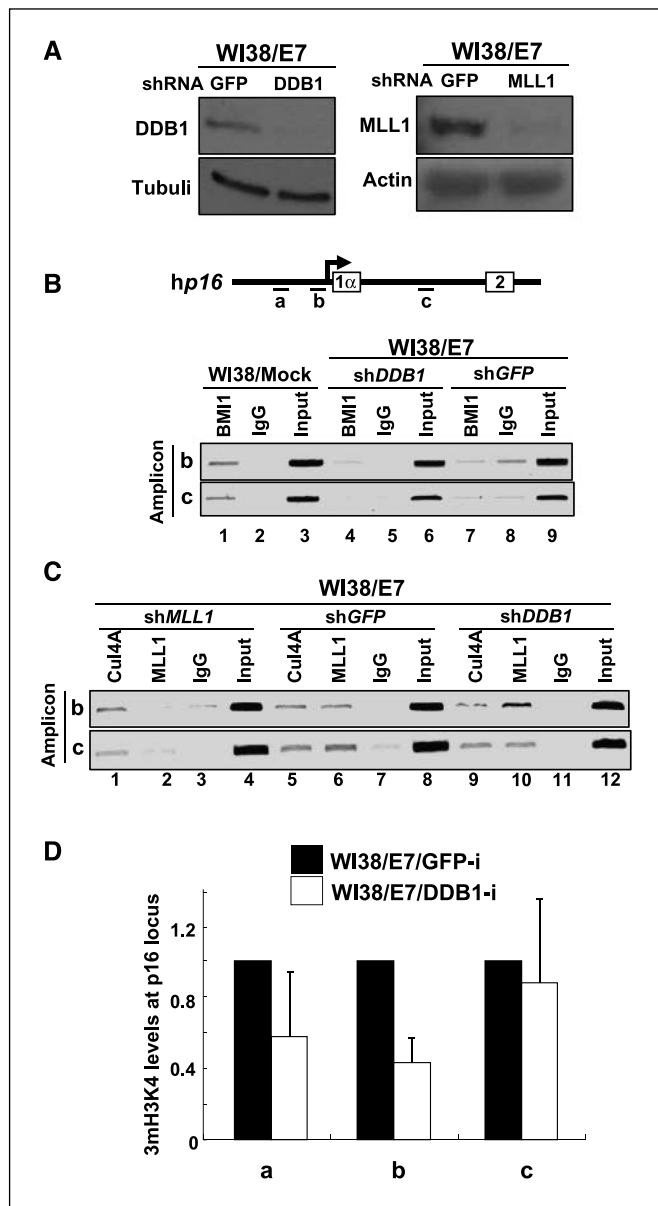 A
WI38/E7
shRNA GFP DDB1
DDB1
Tubuli
WI38/E7
shRNA GFP MLL1
MLL1
Actin
B
hp16
1α
2
a
b
c
WI38/E7
WI38/Mock shDDB1 shGFP
BMI1 IgG Input BMI1 IgG Input BMI1 IgG Input
Amplicon
b
c
1 2 3 4 5 6 7 8 9
C
WI38/E7
shMLL1 shGFP shDDB1
Cul4A MLL1 IgG Input Cul4A MLL1 IgG Input Cul4A MLL1 IgG Input
Amplicon
b
c
1 2 3 4 5 6 7 8 9 10 11 12
D
WI38/E7/GFP-i
WI38/E7/DDB1-i
3mH3K4 levels at p16 locus
1.2
0.8
0.4
0
a b c